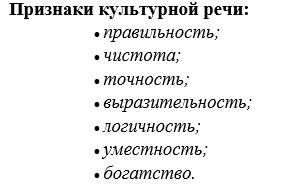 Признаки культурной речи:
• правильность;
• чистота;
• точность;
• выразительность;
• логичность;
• уместность;
• богатство.